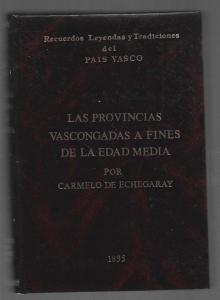 Recuerdos Leyendas y Tradiciones
del
PAIS VASCO
LAS PROVINCIAS
VASCONGADAS A FINES
DE LA EDAD MEDIA
POR
CARMELO DE ECHEGARAY
1895